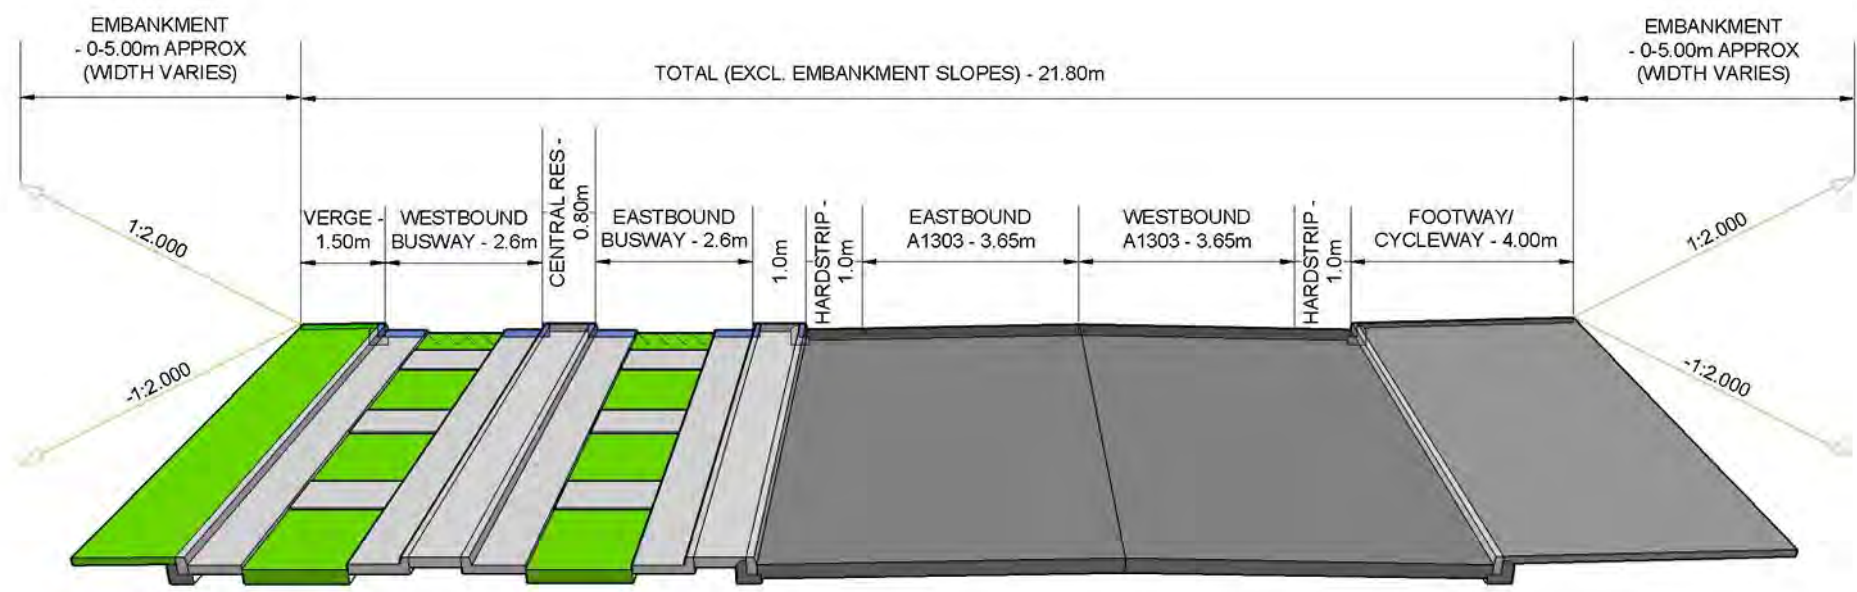 EMBANKMENT
- 0-5.00m APPROX
(WIDTH VARIES)
TOTAL (EXCL. EMBANKMENT SLOPES) - 21.80m
EMBANKMENT
- 0-5.00m APPROX
(WIDTH VARIES)
1:2.000
-1:2.000
VERGE -
1.50m
WESTBOUND
BUSWAY - 2.6m
CENTRAL RES -
0.80m
EASTBOUND
BUSWAY - 2.6m
1.0m
HARDSTRIP -
1.0m
EASTBOUND
A1303 - 3.65m
WESTBOUND
A1303 - 3.65m
HARDSTRIP -
1.0m
FOOTWAY/
CYCLEWAY - 4.00m
1:2.000
-1:2.000